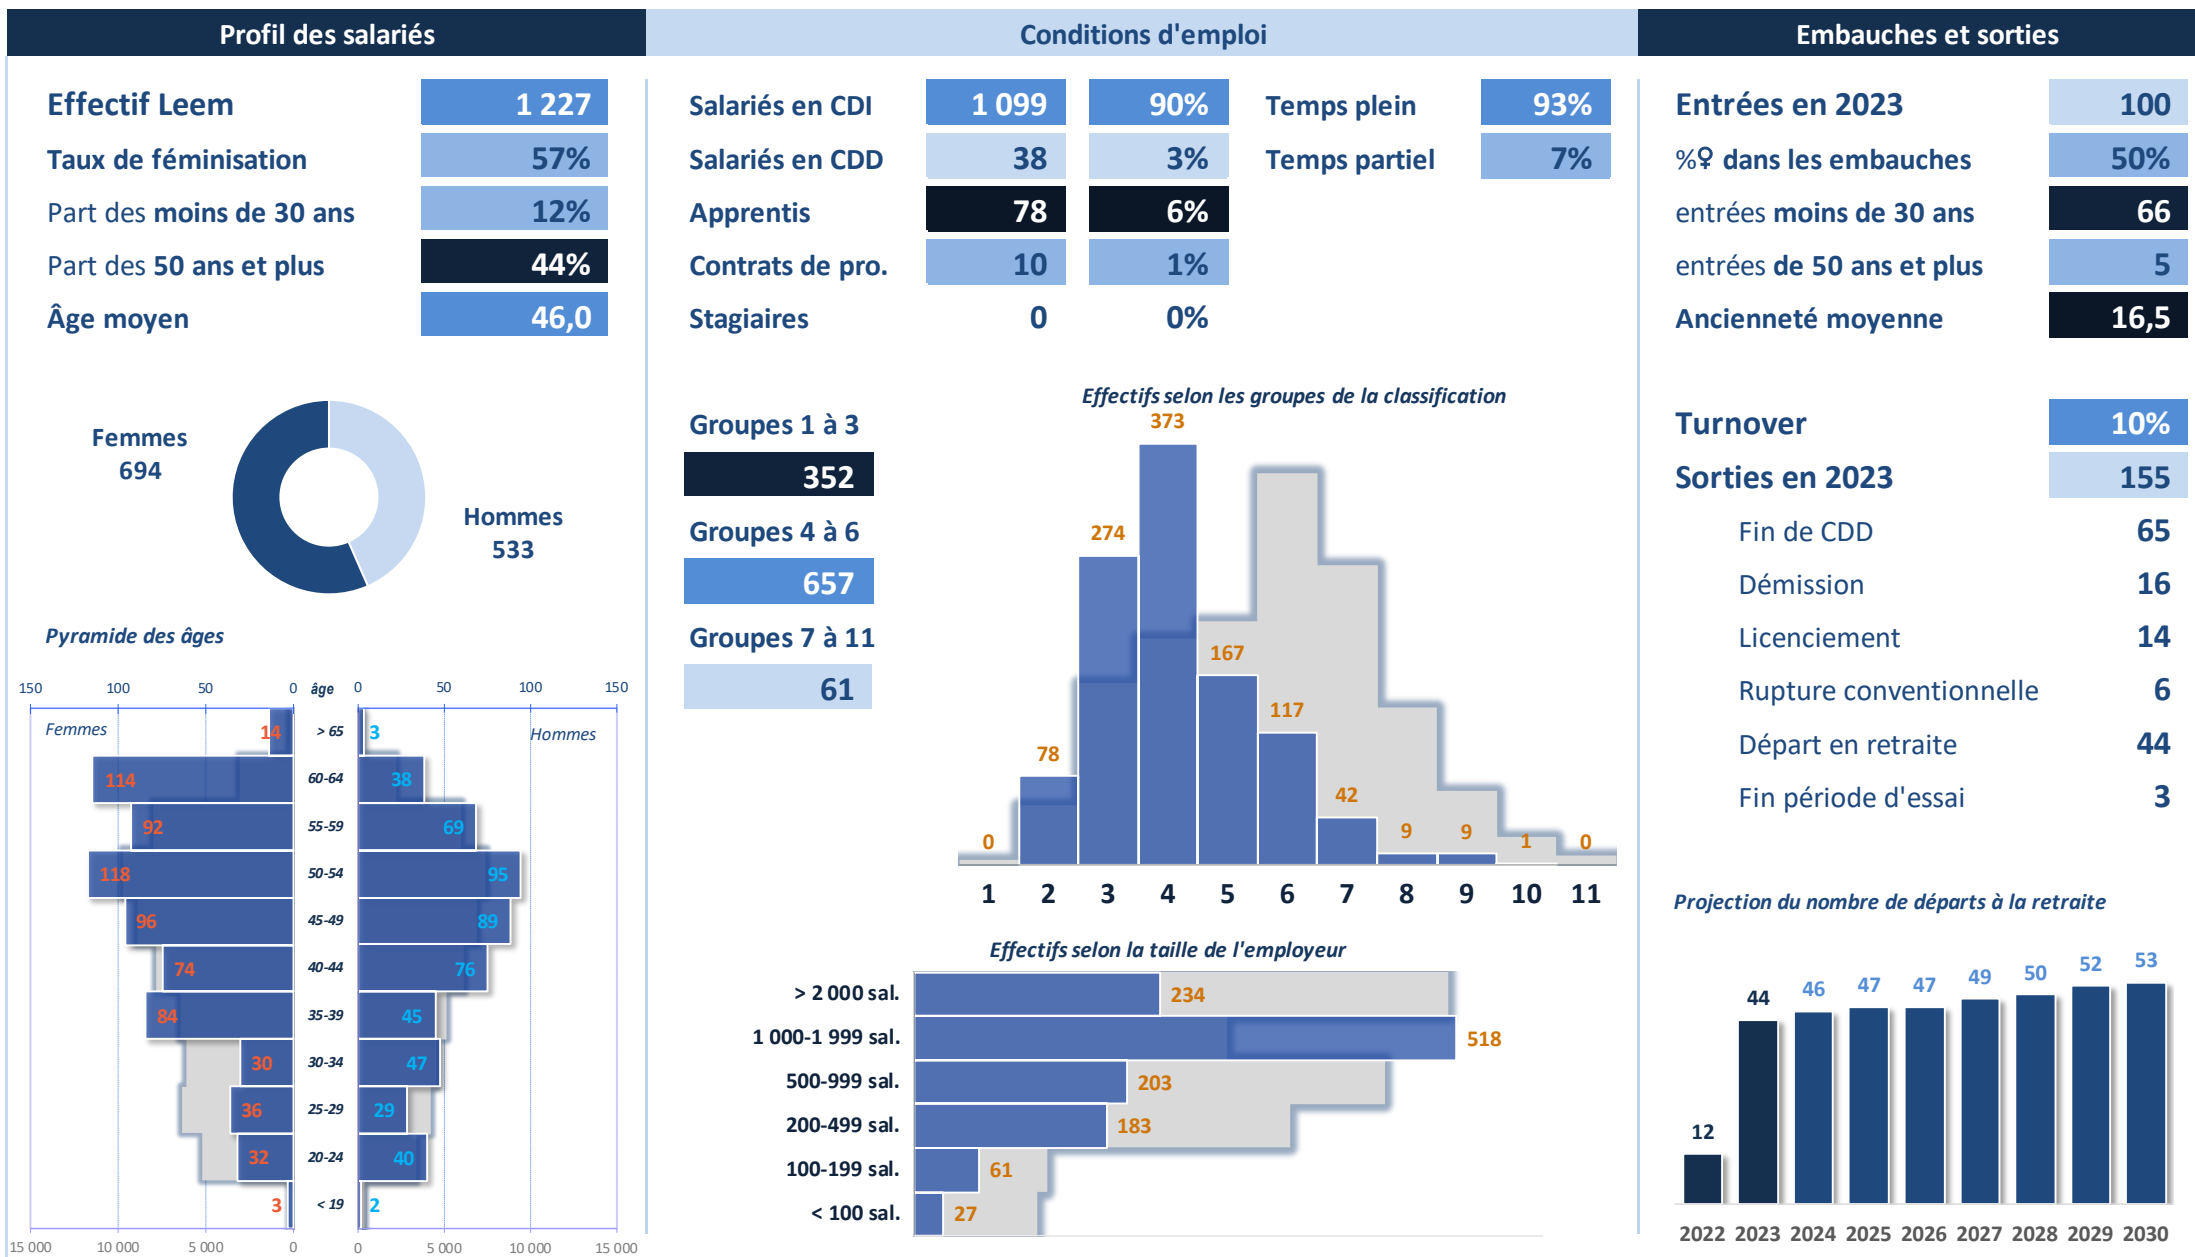 Profil des salariés
Effectif Leem 1 227
Taux de féminisation 57%
Part des moins de 30 ans 12%
Part des 50 ans et plus 44%
Âge moyen 46,0
Femmes
694
Hommes
533
Pyramide des âges
150 100 50 0 âge 0 50 100 150
Femmes Hommes
14 > 65 3
114 60-64 38
92 55-59 69
118 50-54 95
96 45-49 89
74 40-44 76
84 35-39 45
30 30-34 47
36 25-29 29
32 20-24 40
3 < 19 2
15 000 10 000 5 000 0 0 5 000 10 000 15 000
Conditions d'emploi
Salariés en CDI 1 099 90% Temps plein 93%
Salariés en CDD 38 3% Temps partiel 7%
Apprentis 78 6%
Contrats de pro. 10 1%
Stagiaires 0 0%
Groupes 1 à 3
352
Groupes 4 à 6
657
Groupes 7 à 11
61
Effectifs selon les groupes de la classification
0 78 274 373 167 117 42 9 9 1 0
1 2 3 4 5 6 7 8 9 10 11
Effectifs selon la taille de l'employeur
> 2 000 sal. 234
1 000-1 999 sal. 518
500-999 sal. 203
200-499 sal. 183
100-199 sal. 61
< 100 sal. 27
Embauches et sorties
Entrées en 2023 100
%♀ dans les embauches 50%
entrées moins de 30 ans 66
entrées de 50 ans et plus 5
Ancienneté moyenne 16,5
Turnover 10%
Sorties en 2023 155
Fin de CDD 65
Démission 16
Licenciement 14
Rupture conventionnelle 6
Départ en retraite 44
Fin période d'essai 3
Projection du nombre de départs à la retraite
12 44 46 47 47 49 50 52 53
2022 2023 2024 2025 2026 2027 2028 2029 2030